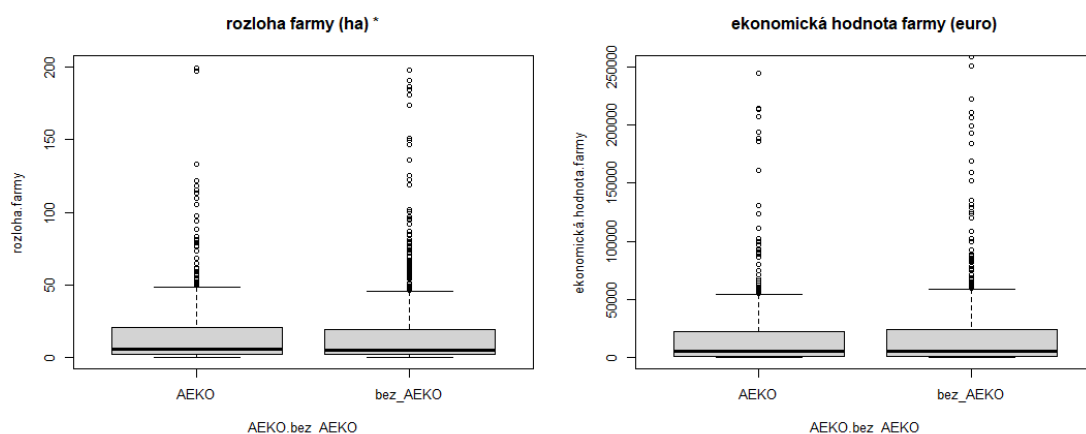 rozloha farmy (ha) *
rozloha.farmy
0
50
100
150
200
AEKO
bez_AEKO
AEKO.bez_AEKO
ekonomická hodnota farmy (euro)
ekonomická.hodnota.farmy
0
50000
100000
150000
200000
250000
AEKO
bez_AEKO
AEKO.bez_AEKO